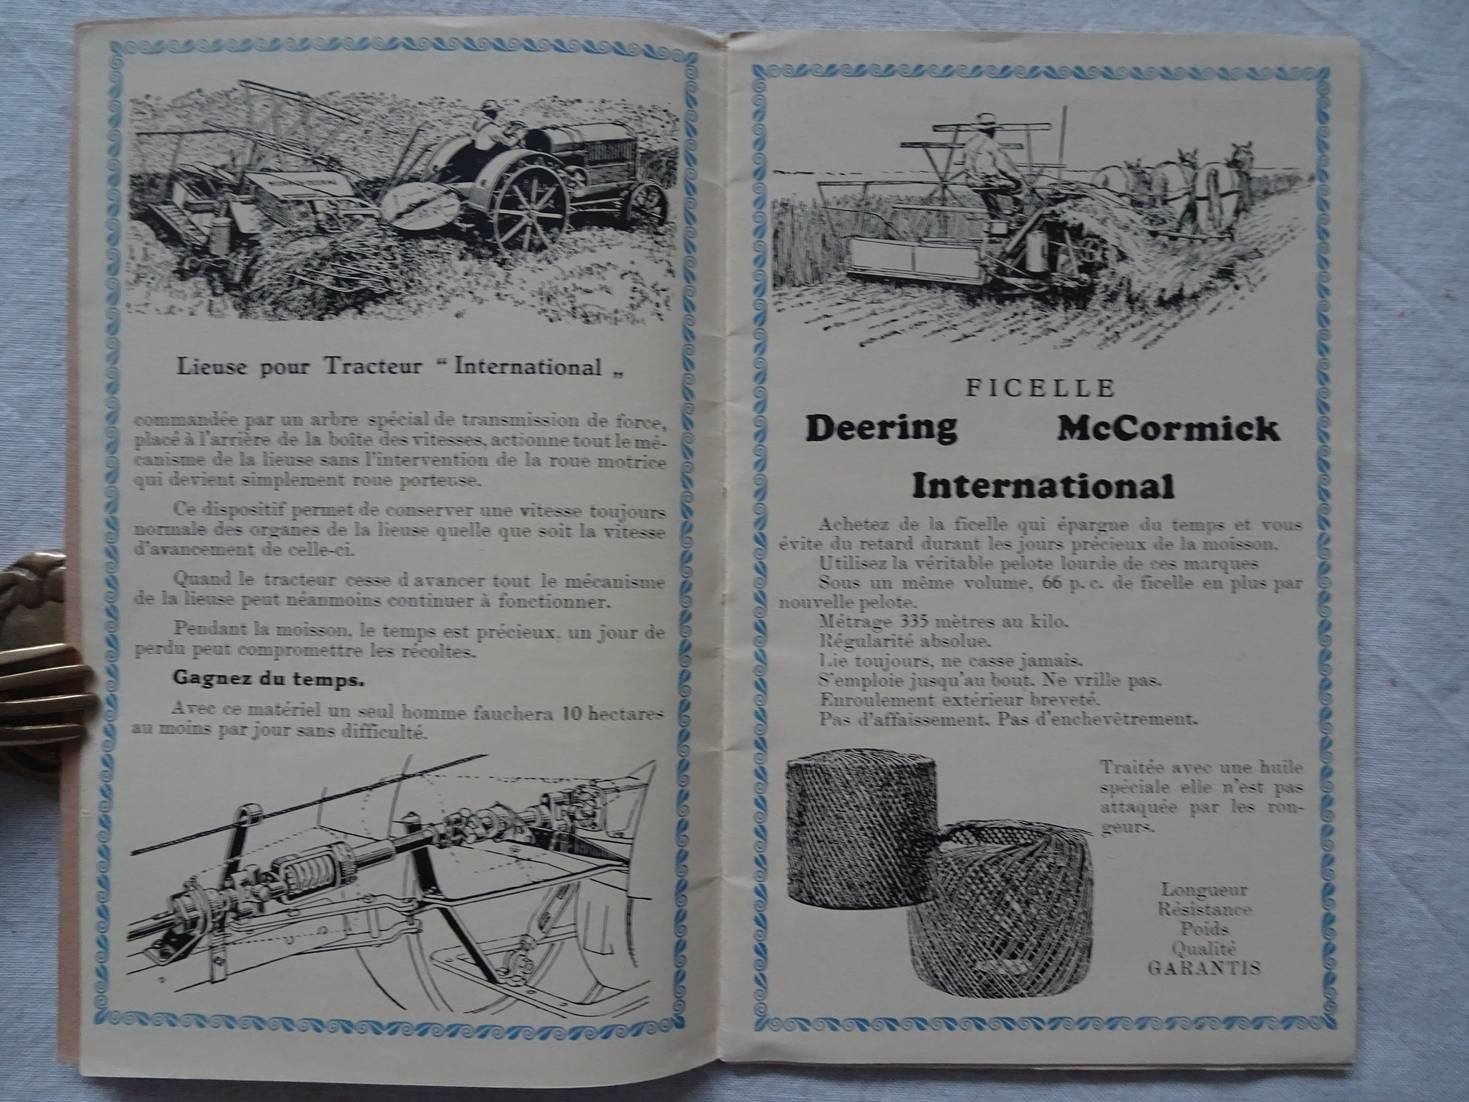 Lieuse pour Tracteur “ International „
commandée par un arbre spécial de transmission de force,
placé à l'arrière de la boîte des vitesses, actionne tout le mé-
canisme de la lieuse sans l'intervention de la roue motrice
qui devient simplement roue porteuse.
Ce dispositif permet de conserver une vitesse toujours
normale des organes de la lieuse quelle que soit la vitesse
d'avancement de celle-ci.
Quand le tracteur cesse d avancer tout le mécanisme
de la lieuse peut néanmoins continuer à fonctionner.
Pendant la moisson, le temps est précieux, un jour de
perdu peut compromettre les récoltes.
Gagnez du temps.
Avec ce matériel un seul homme fauchera 10 hectares
au moins par jour sans difficulté.
FICELLE
Deering McCormick
International
Achetez de la ficelle qui épargne du temps et vous
évite du retard durant les jours précieux de la moisson.
Utilisez la véritable pelote lourde de ces marques
Sous un même volume, 66 p. c. de ficelle en plus par
nouvelle pelote.
Métrage 335 mètres au kilo.
Régularité absolue.
Lie toujours, ne casse jamais.
S'emploie jusqu'au bout. Ne vrille pas.
Enroulement extérieur breveté.
Pas d'affaissement. Pas d'enchevêtrement.
Traitée avec une huile
spéciale elle n'est pas
attaquée par les ron-
geurs.
Longueur
Résistance
Poids
Qualité
GARANTIS